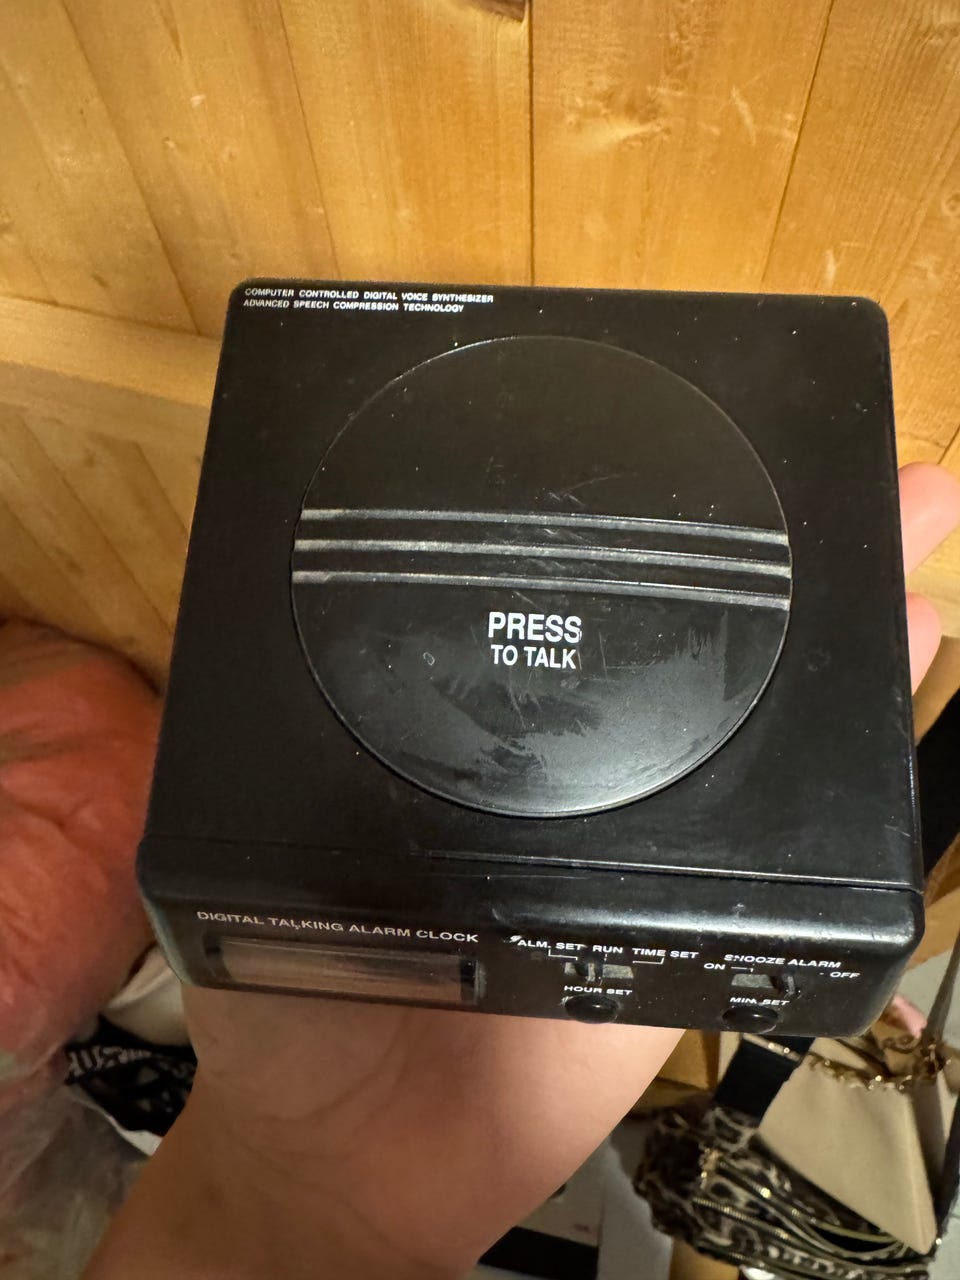 COMPUTER CONTROLLED DIGITAL VOICE SYNTHESIZER
ADVANCED SPEECH COMPRESSION TECHNOLOGY
PRESS
TO TALK
DIGITAL TALKING ALARM CLOCK
ALM. SET RUN TIME SET
HOUR SET
SNOOZE ALARM
ON OFF
MIN. SET